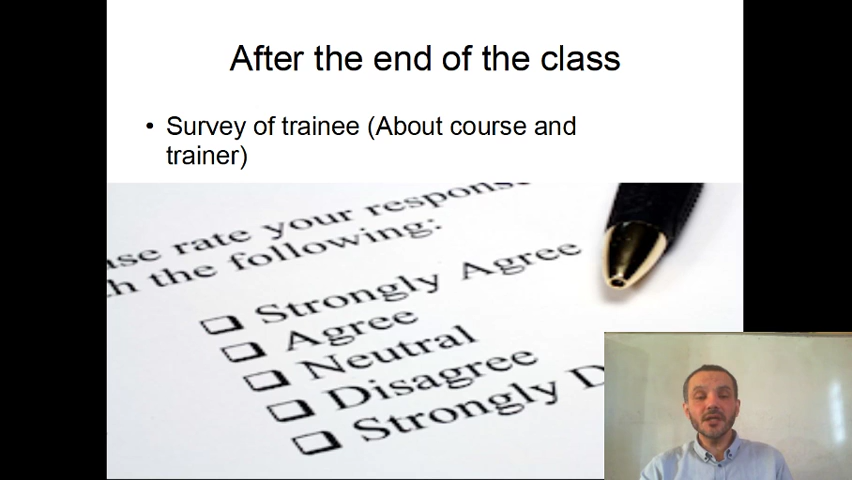 After the end of the class
• Survey of trainee (About course and
trainer)
rate your
the following:
Strongly Agree
Agree
Neutral
Disagree
Strongly